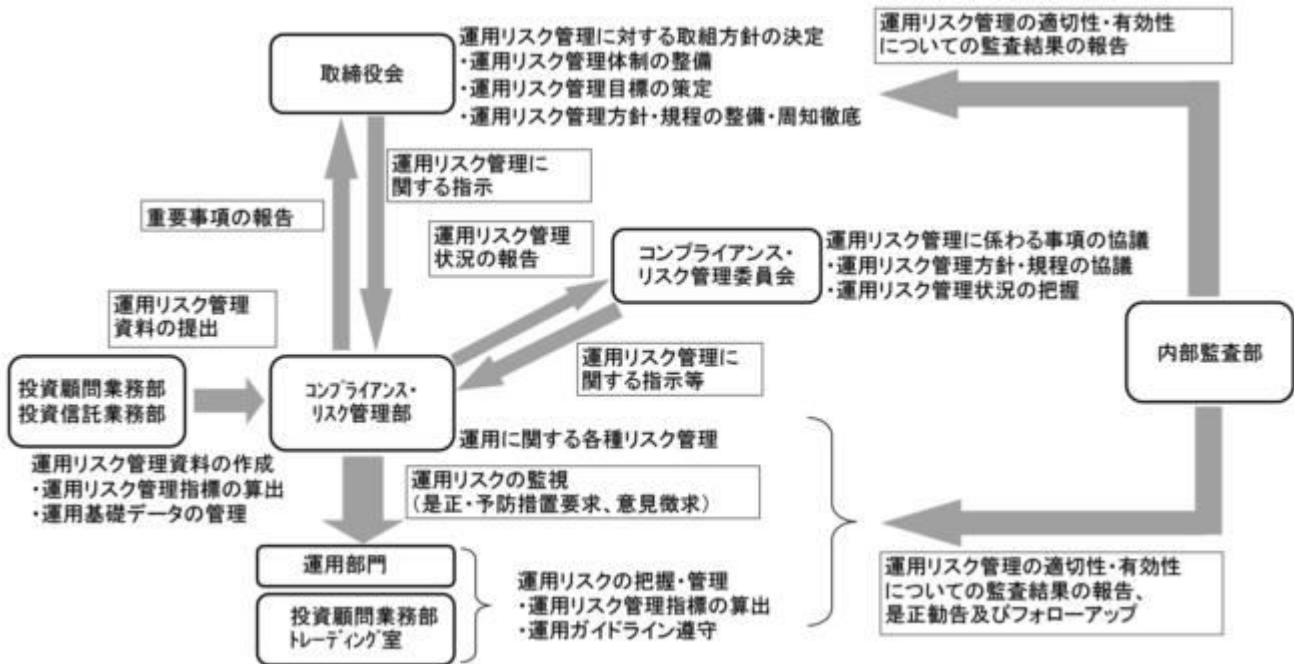 取締役会
運用リスク管理に対する取組方針の決定
・運用リスク管理体制の整備
・運用リスク管理目標の策定
・運用リスク管理方針・規程の整備・周知徹底
運用リスク管理の適切性・有効性
についての監査結果の報告
運用リスク管理に
関する指示
重要事項の報告
運用リスク管理
状況の報告
コンプライアンス・
リスク管理委員会
運用リスク管理に係わる事項の協議
・運用リスク管理方針・規程の協議
・運用リスク管理状況の把握
運用リスク管理
資料の提出
内部監査部
運用リスク管理に
関する指示等
投資顧問業務部
投資信託業務部
コンプライアンス・
リスク管理部
運用に関する各種リスク管理
運用リスク管理資料の作成
・運用リスク管理指標の算出
・運用基礎データの管理
運用リスクの監視
(是正・予防措置要求、意見徴求)
運用部門
投資顧問業務部
トレーディング室
運用リスクの把握・管理
・運用リスク管理指標の算出
・運用ガイドライン遵守
運用リスク管理の適切性・有効性
についての監査結果の報告、
是正勧告及びフォローアップ